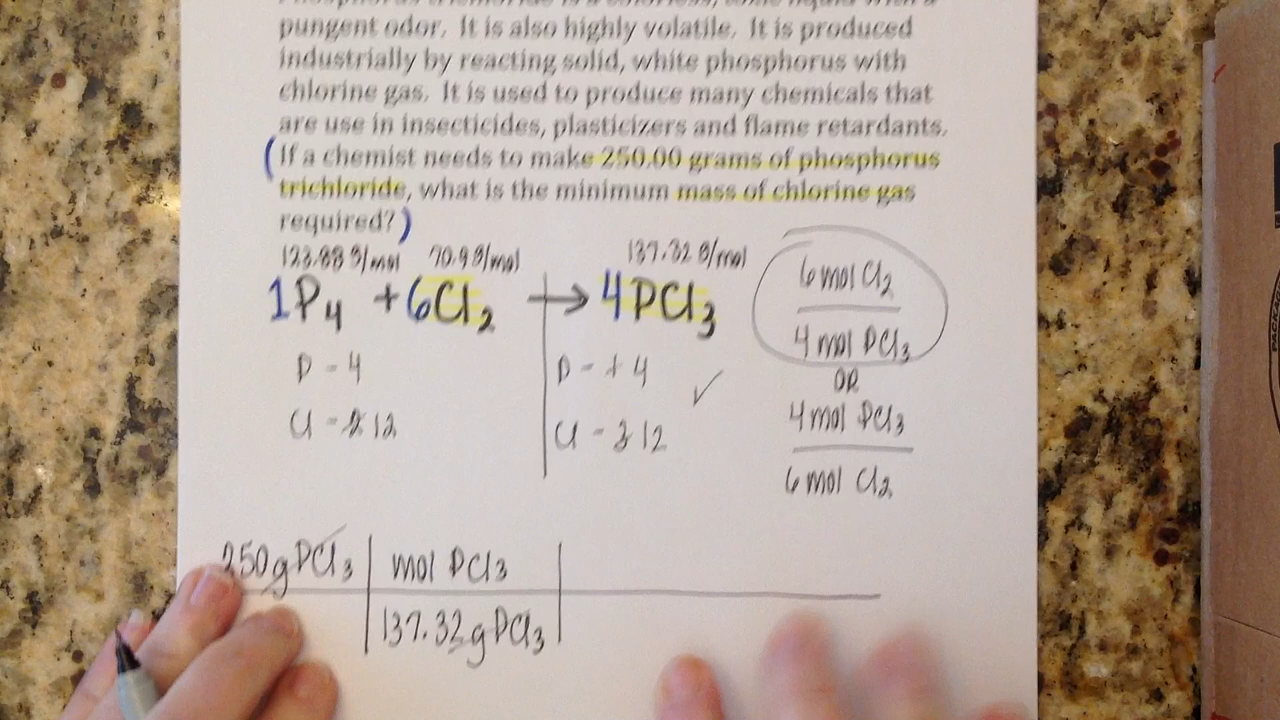 pungent odor. It is also highly volatile. It is produced
industrially by reacting solid, white phosphorus with
chlorine gas. It is used to produce many chemicals that
are use in insecticides, plasticizers and flame retardants.
(If a chemist needs to make 250.00 grams of phosphorus
trichloride, what is the minimum mass of chlorine gas
required?)
123.88 g/mol 70.9 g/mol 137.32 g/mol
1P₄ + 6Cl₂ → 4PCl₃
P - 4 P - 4 ✓
Cl - 12 Cl - 12
6 mol Cl₂
4 mol PCl₃
OR
4 mol PCl₃
6 mol Cl₂
250 g PCl₃ mol PCl₃
137.32 g PCl₃